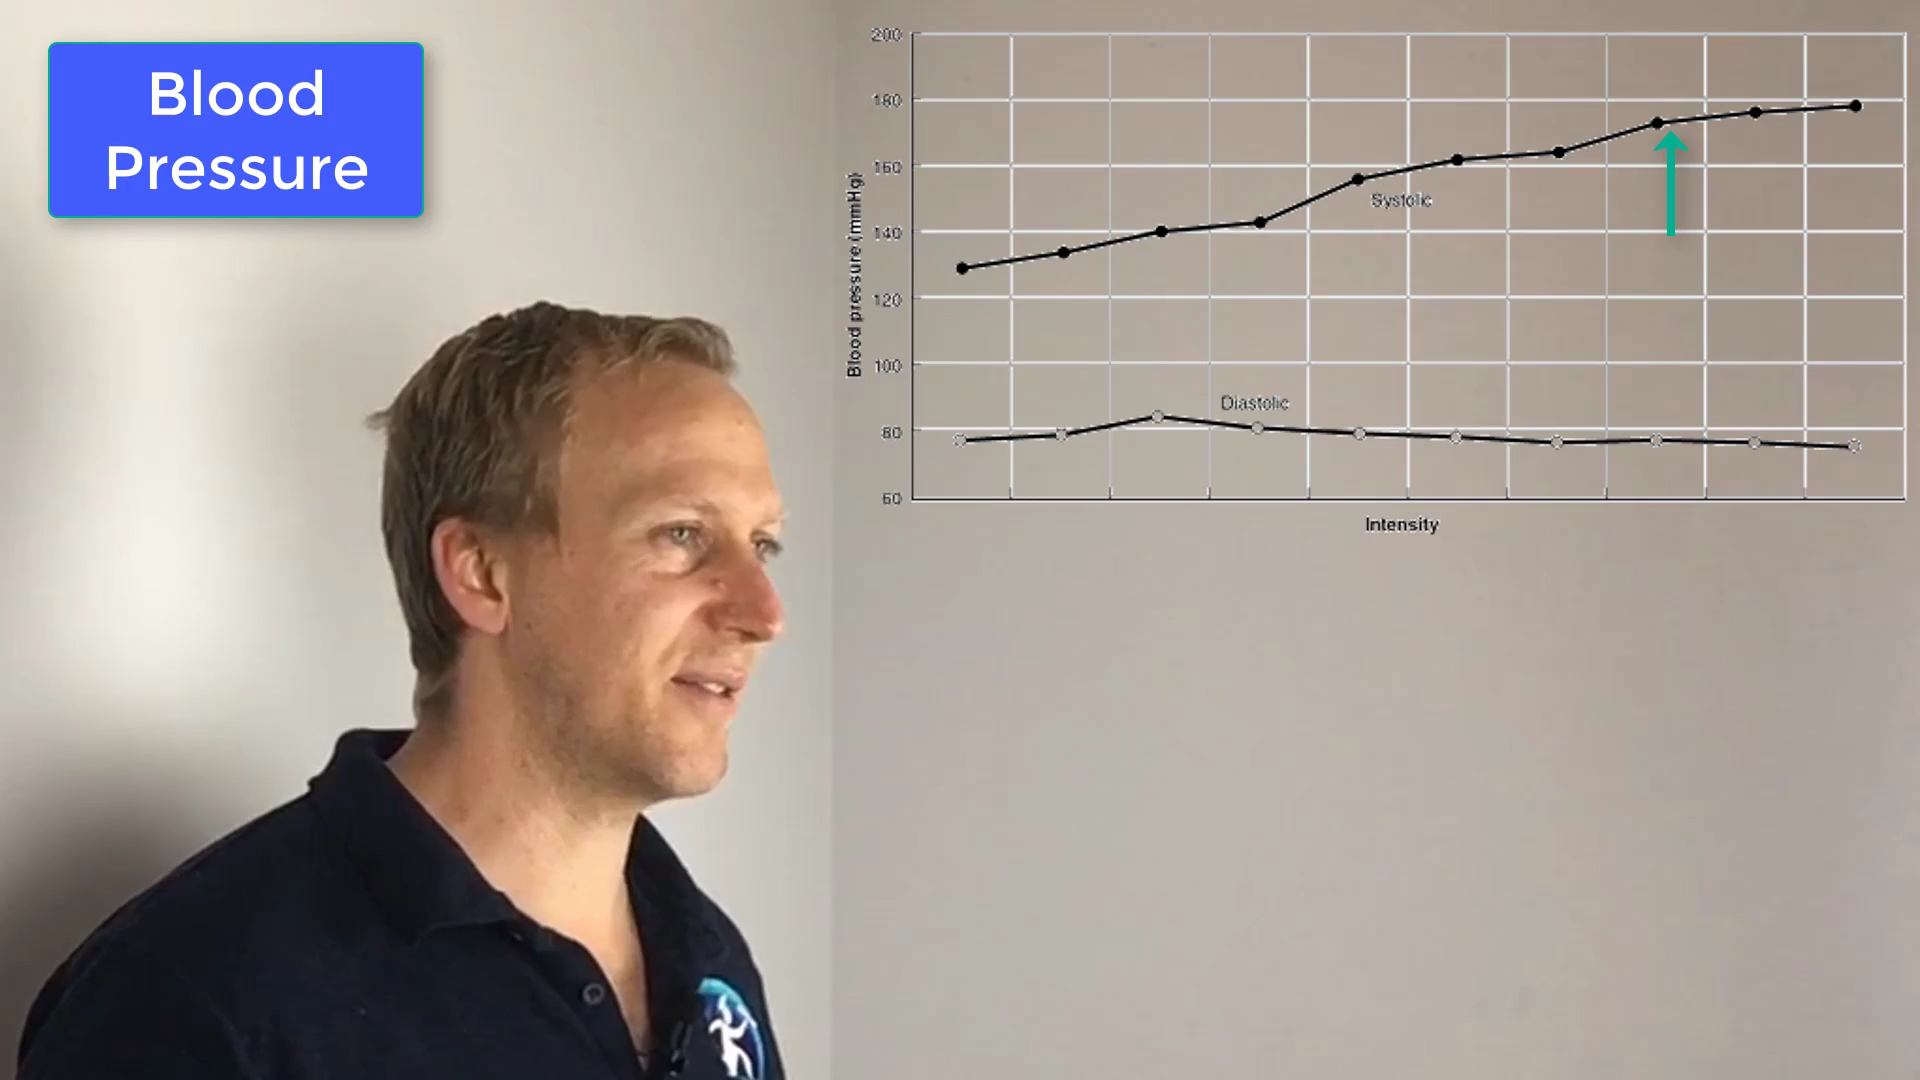 Blood
Pressure
200
180
160
140
120
100
80
60
Blood pressure (mmHg)
Systolic
Diastolic
Intensity